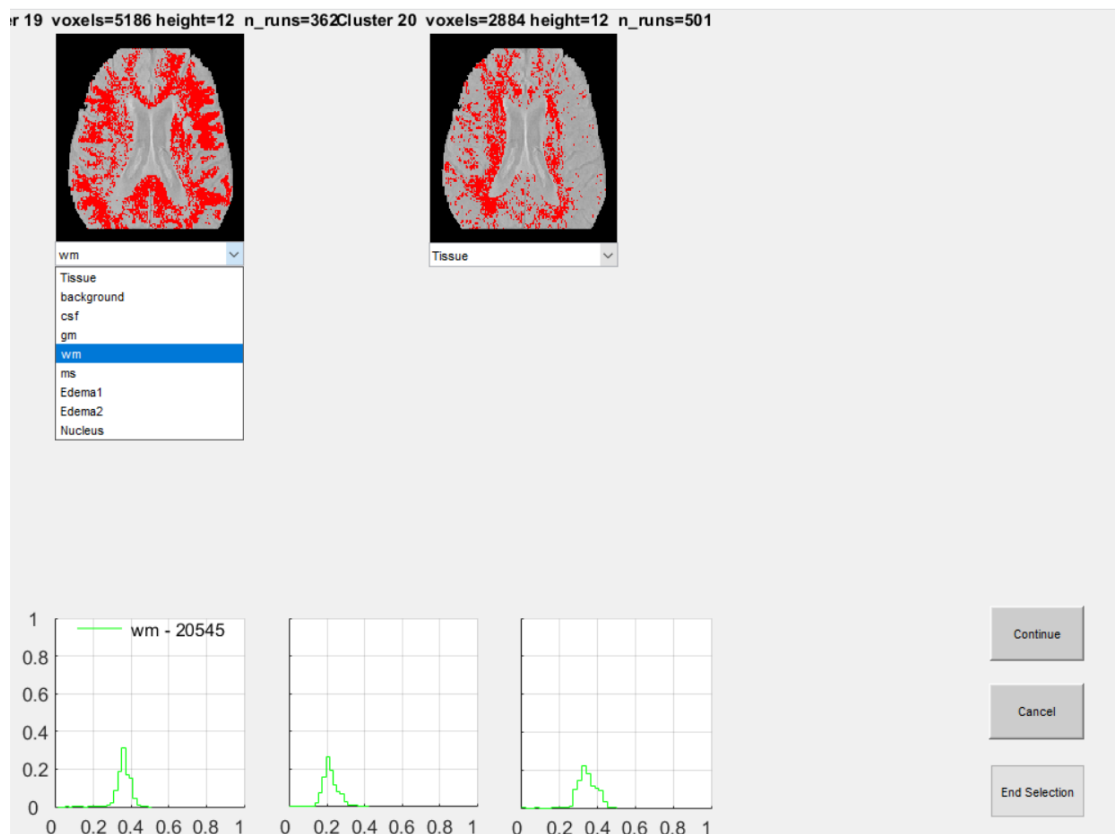 r 19 voxels=5186 height=12 n_runs=362Cluster 20 voxels=2884 height=12 n_runs=501
wm
Tissue
Tissue
background
csf
gm
wm
ms
Edema1
Edema2
Nucleus
wm - 20545
1
0.8
0.6
0.4
0.2
0
0 0.2 0.4 0.6 0.8 1
0 0.2 0.4 0.6 0.8 1
0 0.2 0.4 0.6 0.8 1
Continue
Cancel
End Selection